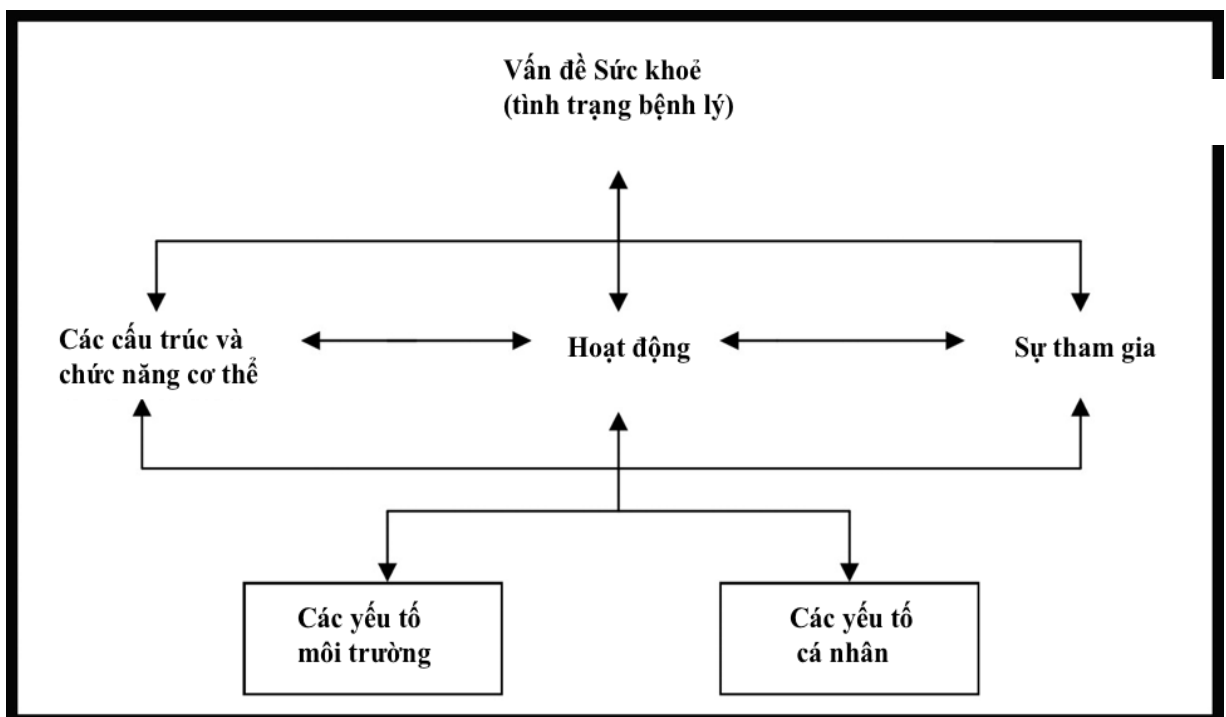 Vấn đề Sức khoẻ
(tình trạng bệnh lý)
Các cấu trúc và
chức năng cơ thể
Hoạt động
Sự tham gia
Các yếu tố
môi trường
Các yếu tố
cá nhân